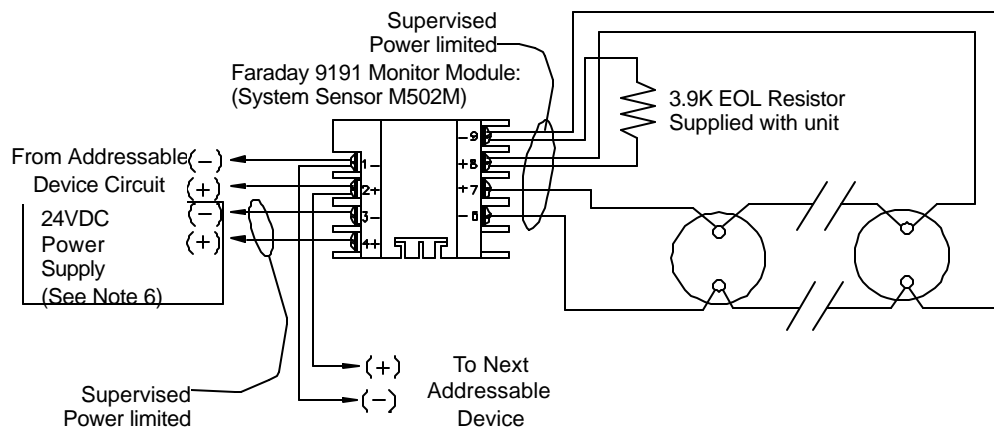 Supervised
Power limited
Faraday 9191 Monitor Module:
(System Sensor M502M)
3.9K EOL Resistor
Supplied with unit
From Addressable
Device Circuit
(-)
(+)
24VDC
Power
Supply
(See Note 6)
(-)
(+)
1-
2+
3-
4+
-9
+8
+7
-6
(+)
(-)
To Next
Addressable
Device
Supervised
Power limited